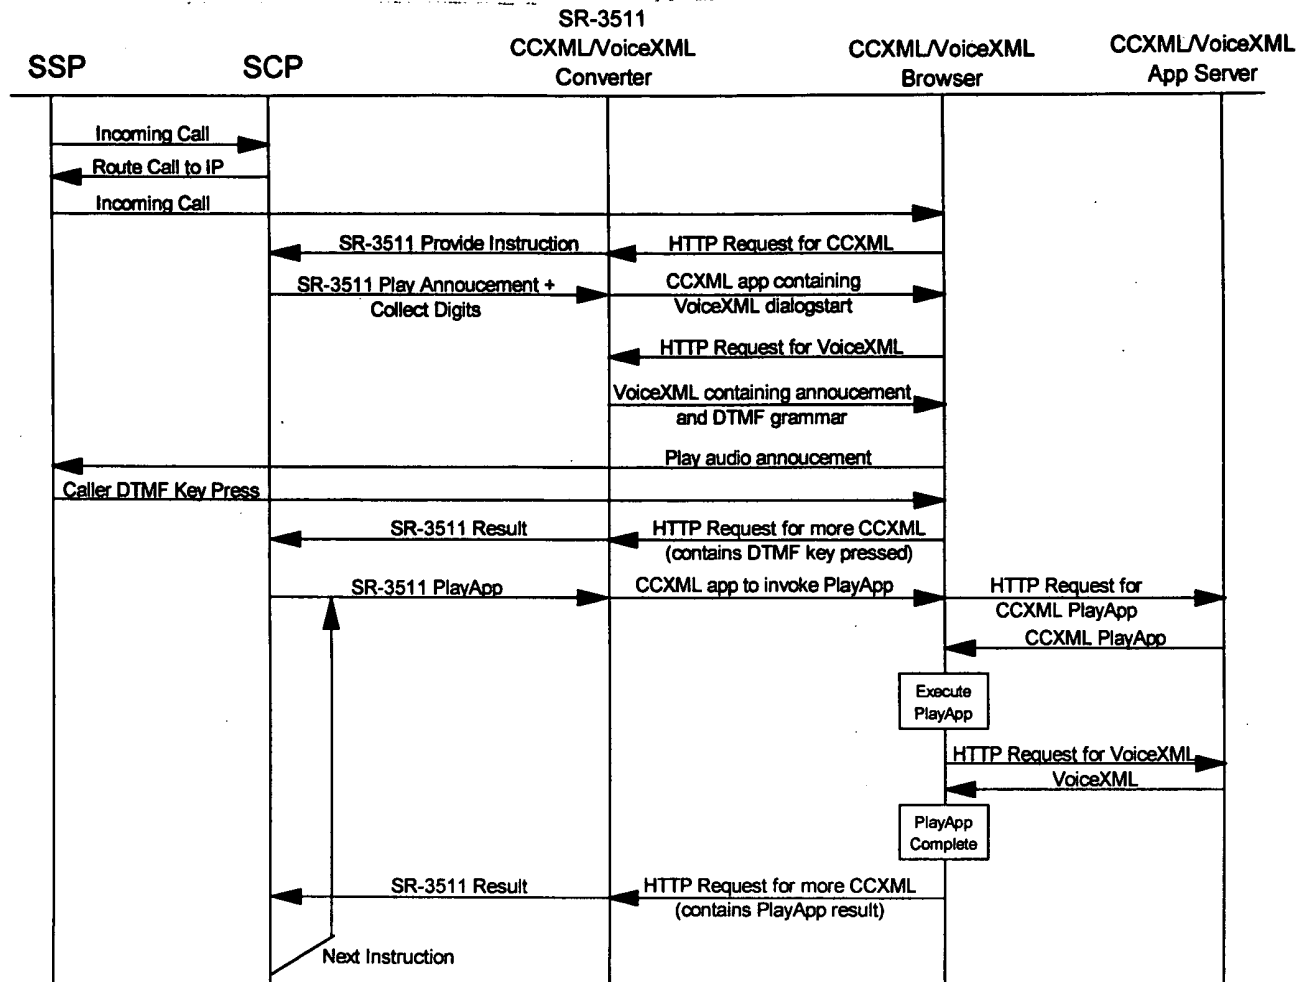 SSP
SCP
SR-3511
CCXML/VoiceXML
Converter
CCXML/VoiceXML
Browser
CCXML/VoiceXML
App Server
Incoming Call
Route Call to IP
Incoming Call
SR-3511 Provide Instruction
HTTP Request for CCXML
SR-3511 Play Annoucement +
Collect Digits
CCXML app containing
VoiceXML dialogstart
HTTP Request for VoiceXML
VoiceXML containing annoucement
and DTMF grammar
Play audio annoucement
Caller DTMF Key Press
SR-3511 Result
HTTP Request for more CCXML
(contains DTMF key pressed)
SR-3511 PlayApp
CCXML app to invoke PlayApp
HTTP Request for
CCXML PlayApp
CCXML PlayApp
Execute
PlayApp
HTTP Request for VoiceXML
VoiceXML
PlayApp
Complete
SR-3511 Result
HTTP Request for more CCXML
(contains PlayApp result)
Next Instruction